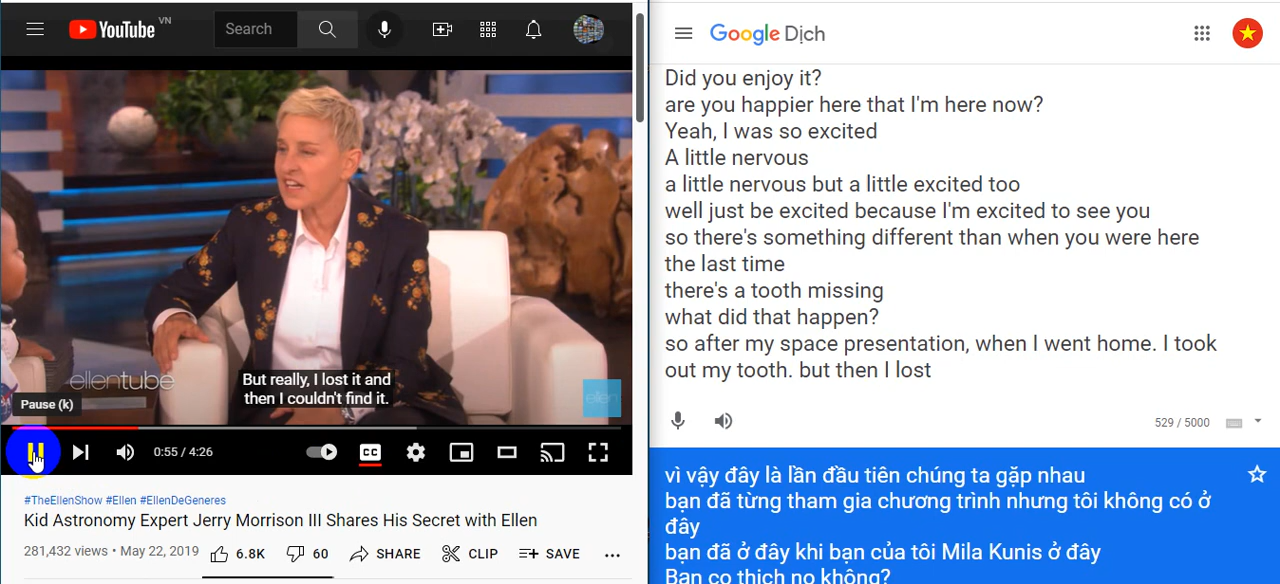 YouTube VN
Search
ellentube
But really, I lost it and
then I couldn't find it.
ellen
Pause (k)
0:55 / 4:26
CC
#TheEllenShow #Ellen #EllenDeGeneres
Kid Astronomy Expert Jerry Morrison III Shares His Secret with Ellen
281,432 views • May 22, 2019
6.8K
60
SHARE
CLIP
SAVE
Google Dịch
Did you enjoy it?
are you happier here that I'm here now?
Yeah, I was so excited
A little nervous
a little nervous but a little excited too
well just be excited because I'm excited to see you
so there's something different than when you were here
the last time
there's a tooth missing
what did that happen?
so after my space presentation, when I went home. I took
out my tooth. but then I lost
529 / 5000
vì vậy đây là lần đầu tiên chúng ta gặp nhau
bạn đã từng tham gia chương trình nhưng tôi không có ở
đây
bạn đã ở đây khi bạn của tôi Mila Kunis ở đây
Bạn có thích nó không?